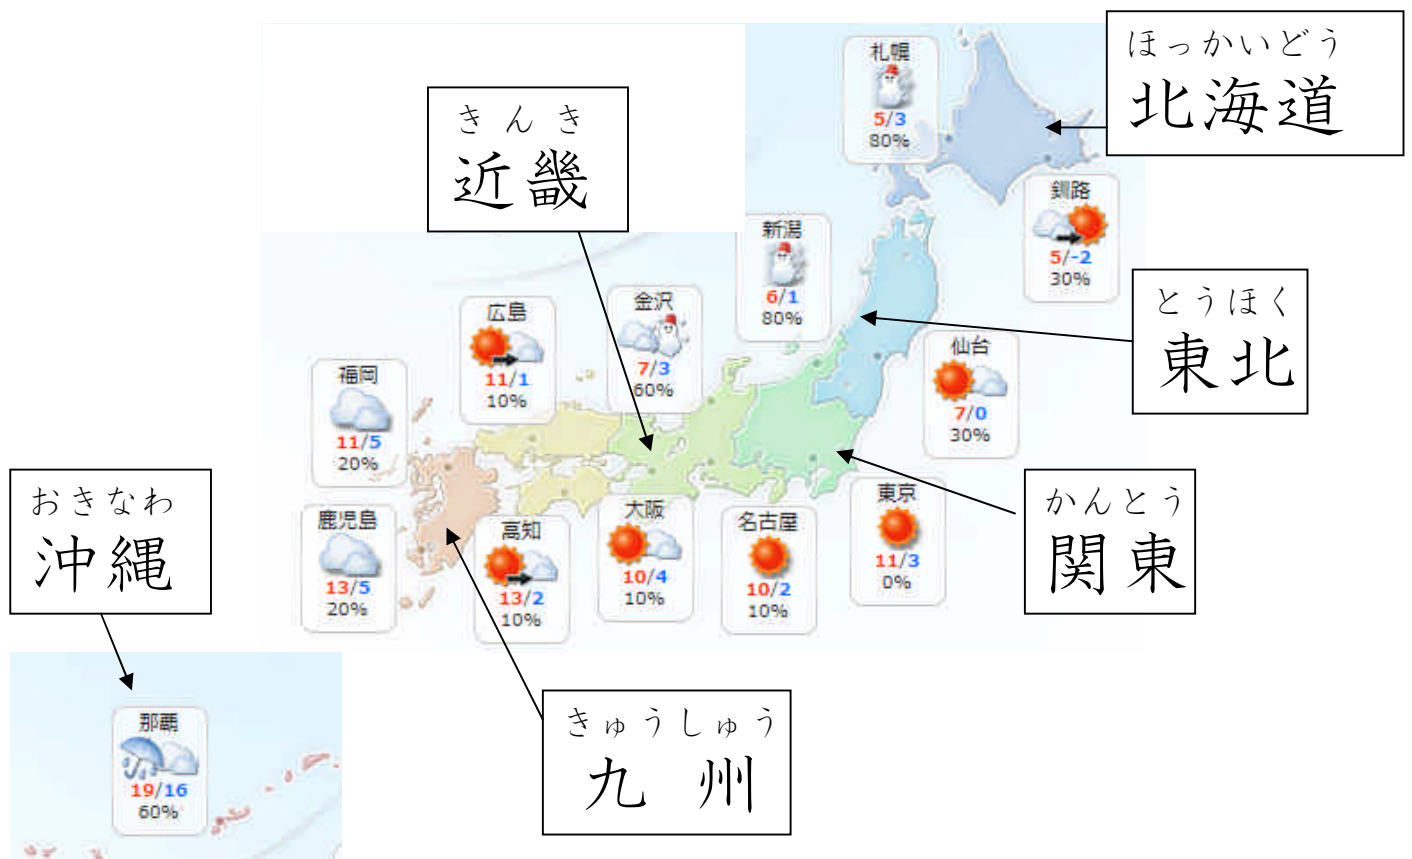 ほっかいどう
北海道
札幌
5/3
80%
きんき
近畿
釧路
5/-2
30%
新潟
6/1
80%
とうほく
東北
金沢
7/3
60%
広島
11/1
10%
仙台
7/0
30%
福岡
11/5
20%
かんとう
関東
東京
11/3
0%
おきなわ
沖縄
大阪
10/4
10%
名古屋
10/2
10%
鹿児島
13/5
20%
高知
13/2
10%
きゅうしゅう
九州
那覇
19/16
60%